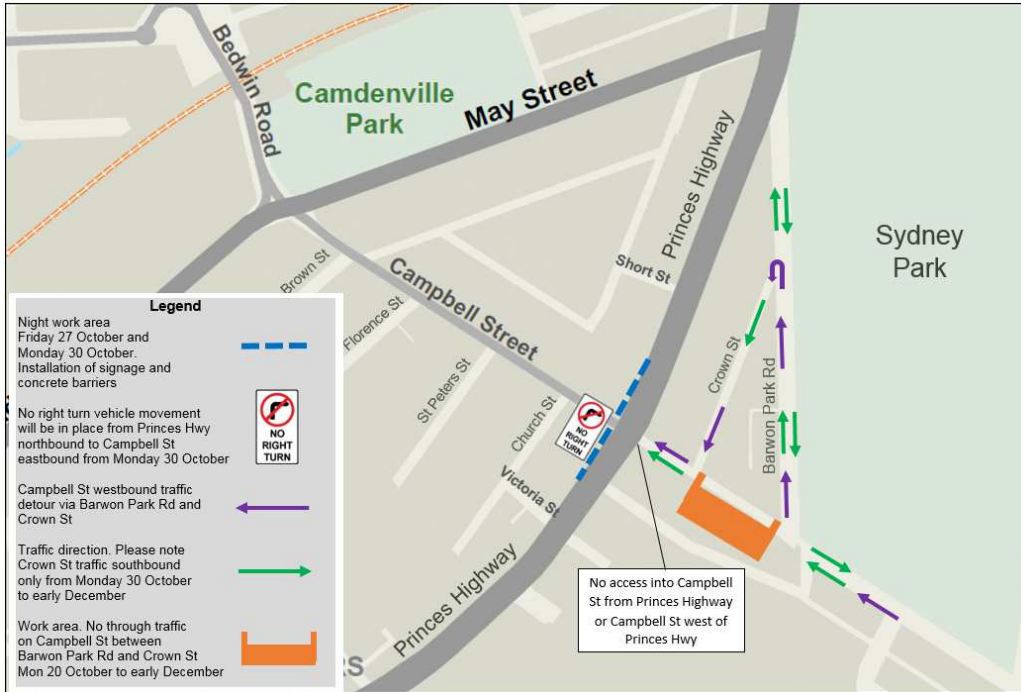 Bedwin Road
Camdenville
Park
May Street
Princes Highway
Sydney
Park
Short St
Brown St
Campbell Street
Florence St
St Peters St
Church St
Victoria St
Crown St
Barwon Park Rd
NO
RIGHT
TURN
Princes Highway
No access into Campbell
St from Princes Highway
or Campbell St west of
Princes Hwy
Legend
Night work area
Friday 27 October and
Monday 30 October.
Installation of signage and
concrete barriers
No right turn vehicle movement
will be in place from Princes Hwy
northbound to Campbell St
eastbound from Monday 30 October
NO
RIGHT
TURN
Campbell St westbound traffic
detour via Barwon Park Rd and
Crown St
Traffic direction. Please note
Crown St traffic southbound
only from Monday 30 October
to early December
Work area. No through traffic
on Campbell St between
Barwon Park Rd and Crown St
Mon 20 October to early December
RS